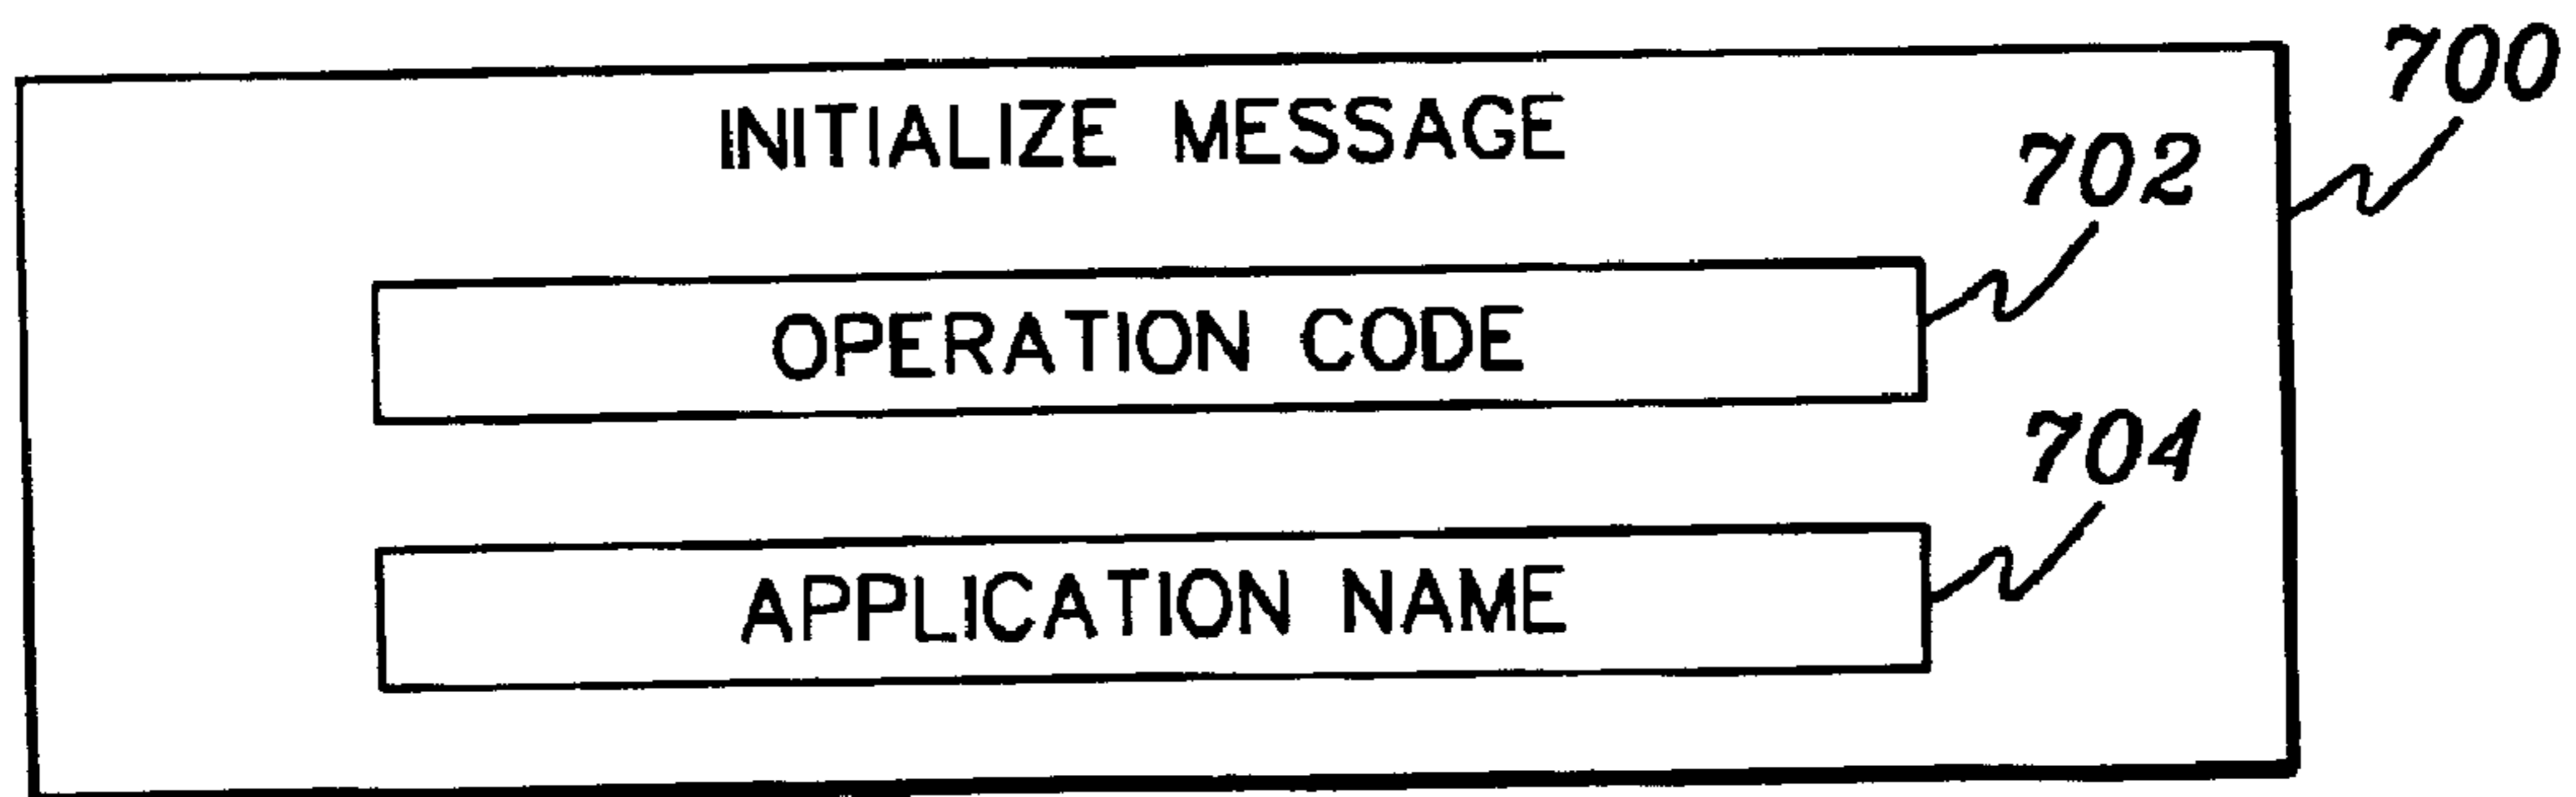 700
INITIALIZE MESSAGE
702
OPERATION CODE
704
APPLICATION NAME